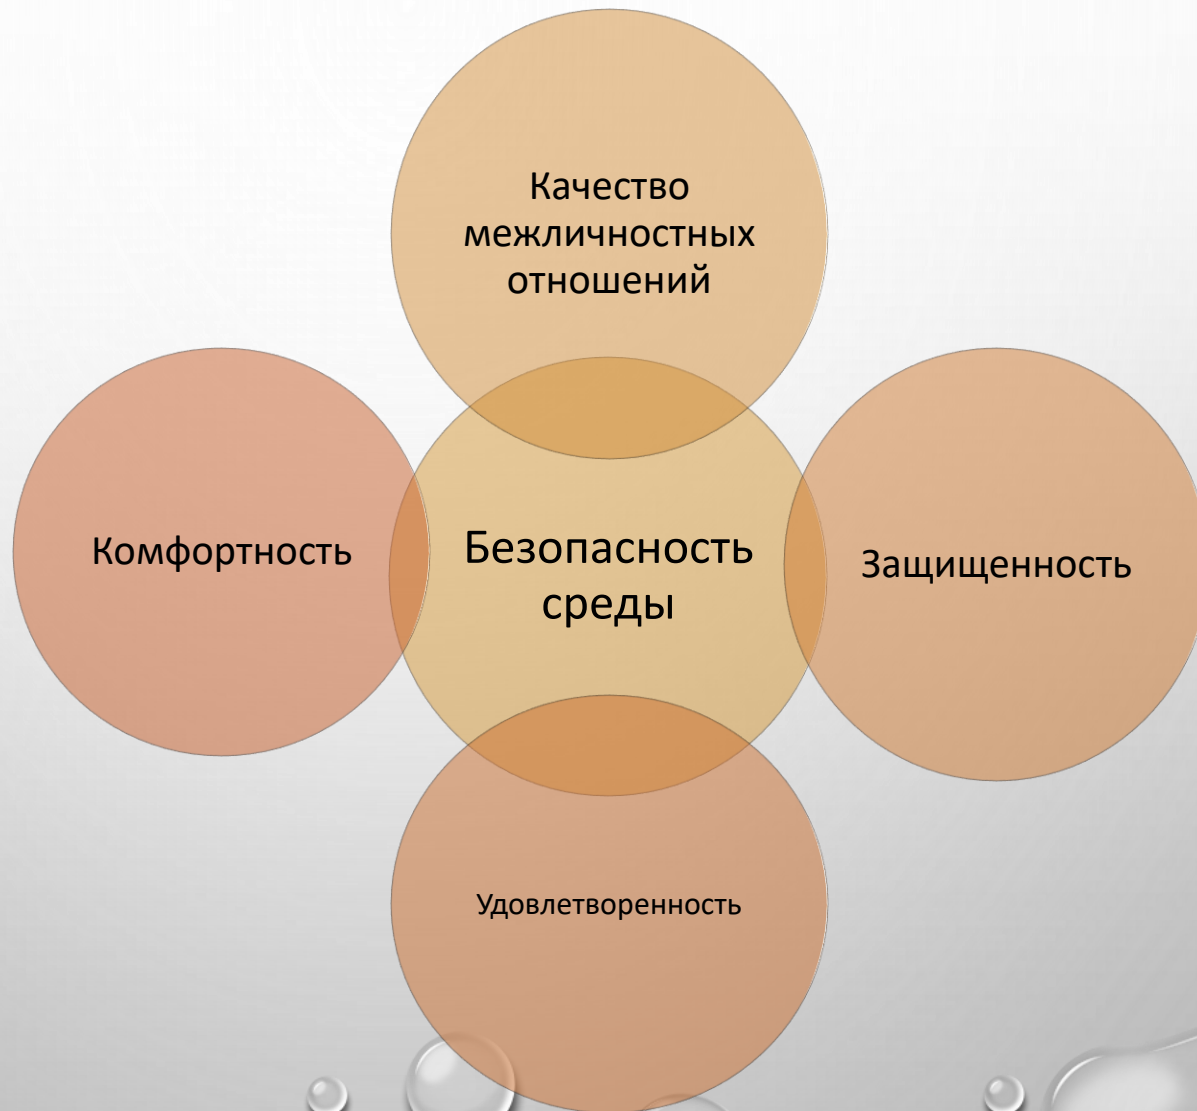 Качество
межличностных
отношений
Комфортность
Безопасность
среды
Защищенность
Удовлетворенность